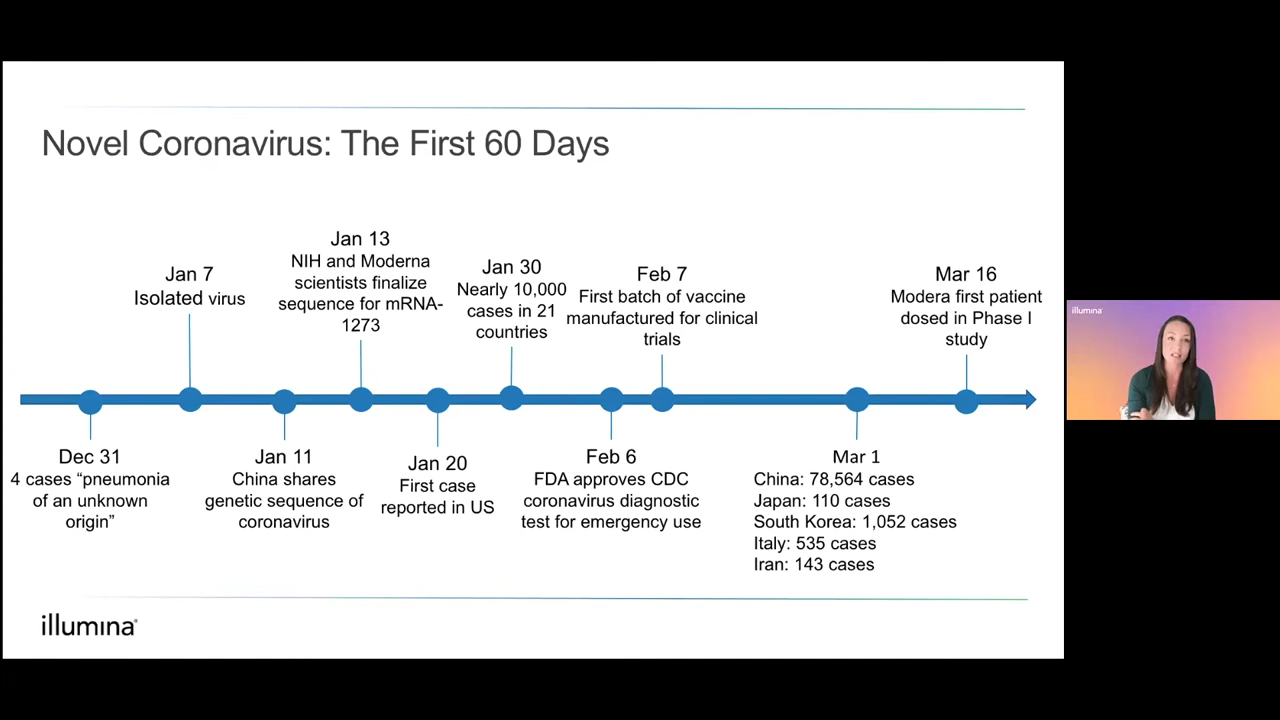 Novel Coronavirus: The First 60 Days
Jan 7
Isolated virus
Jan 13
NIH and Moderna
scientists finalize
sequence for mRNA-
1273
Jan 30
Nearly 10,000
cases in 21
countries
Feb 7
First batch of vaccine
manufactured for clinical
trials
Mar 16
Modera first patient
dosed in Phase I
study
Dec 31
4 cases “pneumonia
of an unknown
origin”
Jan 11
China shares
genetic sequence of
coronavirus
Jan 20
First case
reported in US
Feb 6
FDA approves CDC
coronavirus diagnostic
test for emergency use
Mar 1
China: 78,564 cases
Japan: 110 cases
South Korea: 1,052 cases
Italy: 535 cases
Iran: 143 cases
illumina®
illumina